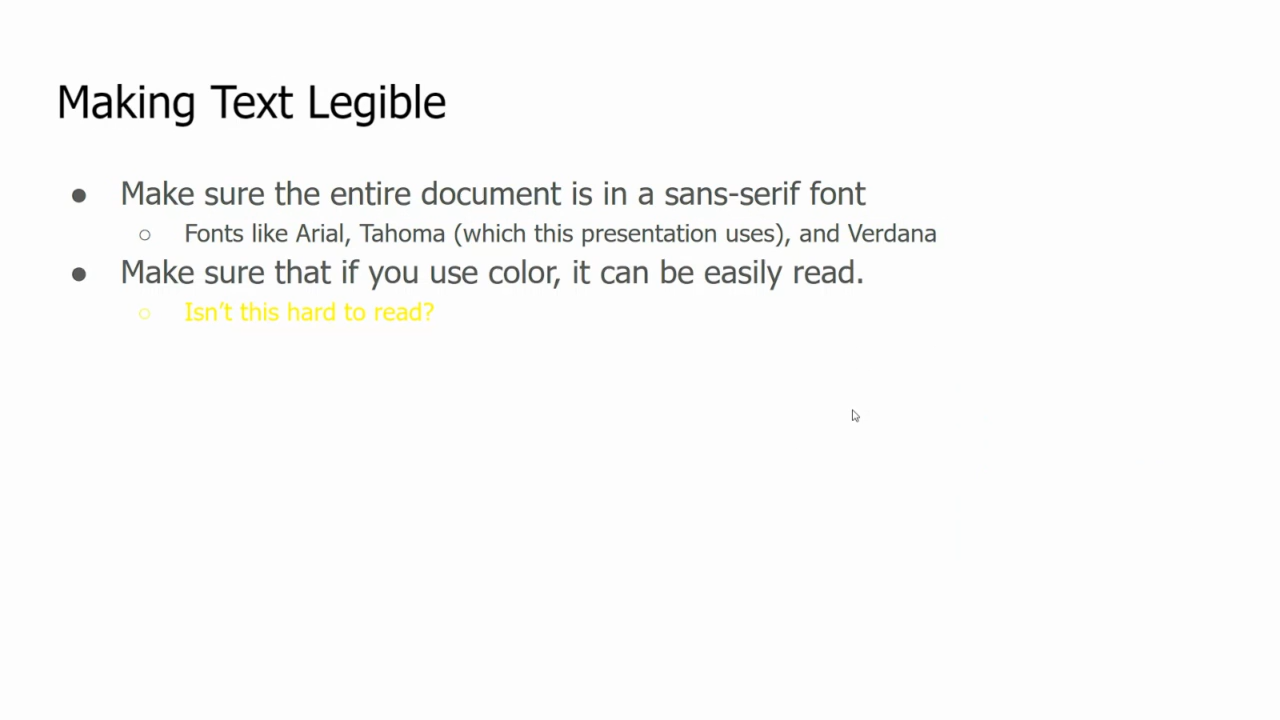 Making Text Legible
● Make sure the entire document is in a sans-serif font
○ Fonts like Arial, Tahoma (which this presentation uses), and Verdana
● Make sure that if you use color, it can be easily read.
○ Isn’t this hard to read?